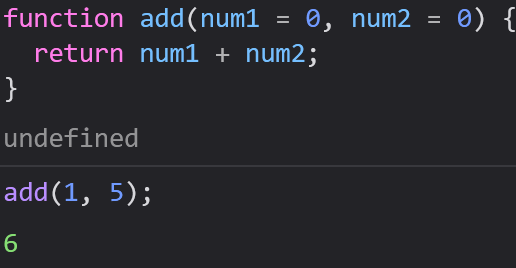 function add(num1 = 0, num2 = 0) {
  return num1 + num2;
}
undefined
add(1, 5);
6